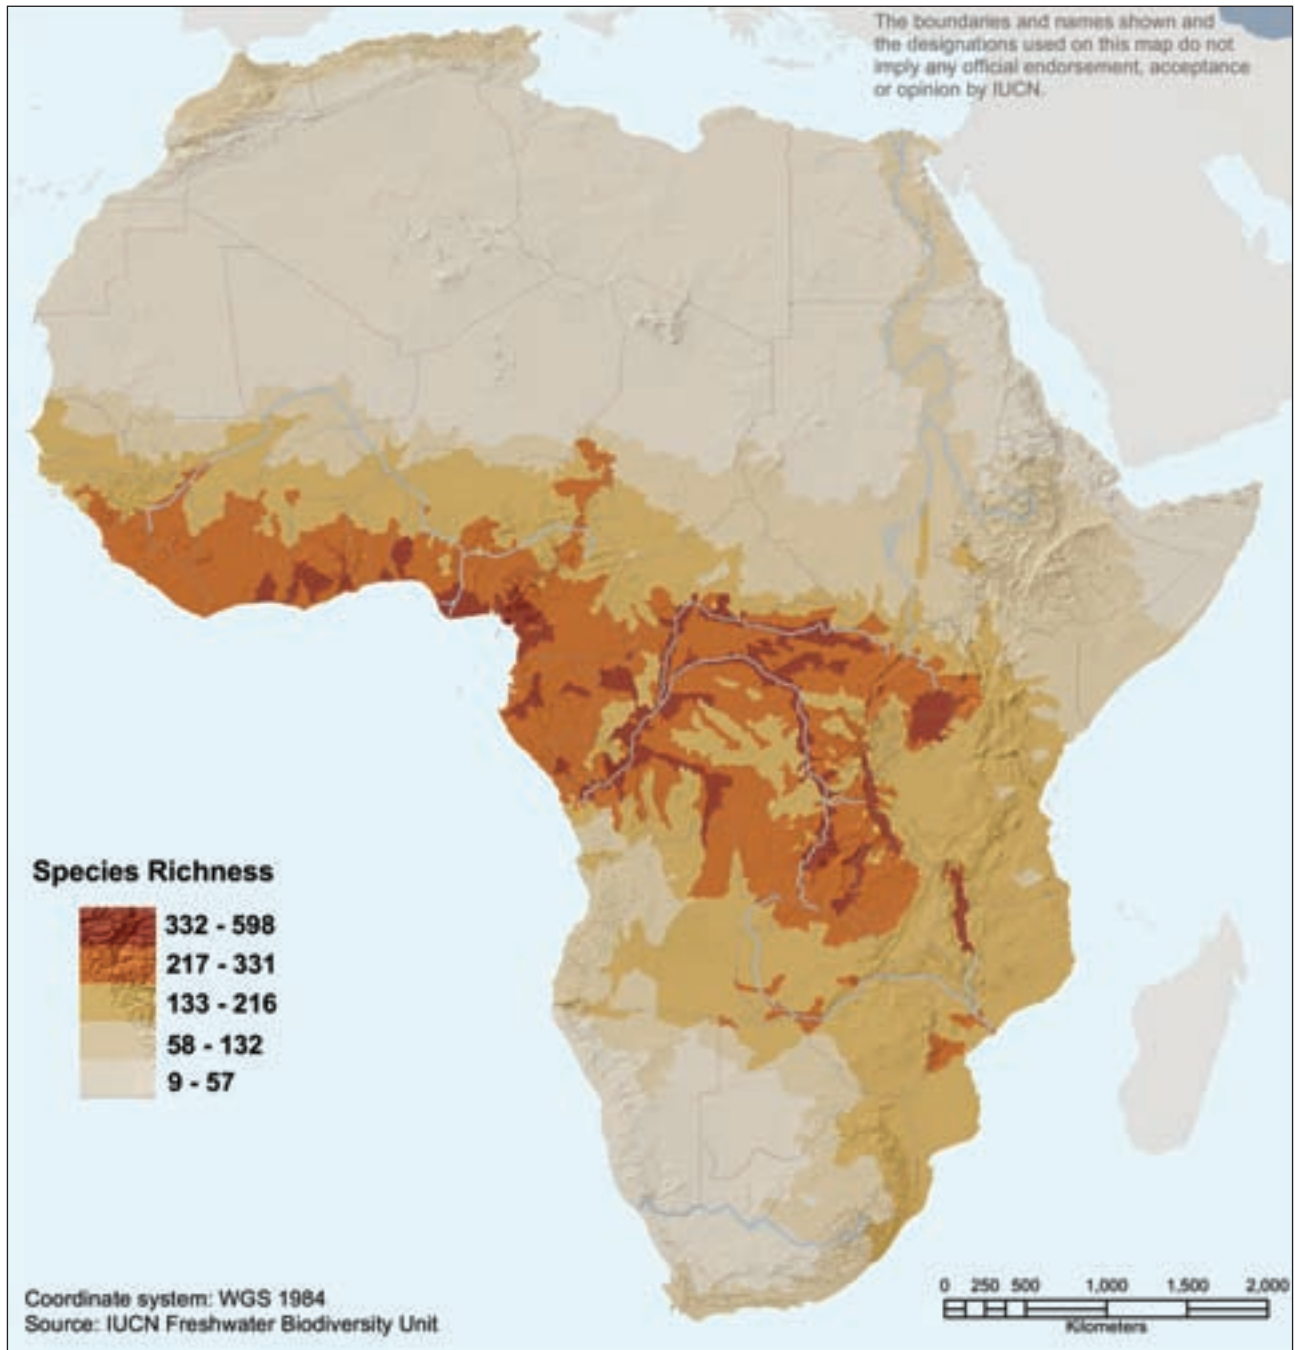 The boundaries and names shown and
the designations used on this map do not
imply any official endorsement, acceptance
or opinion by IUCN.
Species Richness
332 - 598
217 - 331
133 - 216
58 - 132
9 - 57
0 250 500 1,000 1,500 2,000
Kilometers
Coordinate system: WGS 1984
Source: IUCN Freshwater Biodiversity Unit